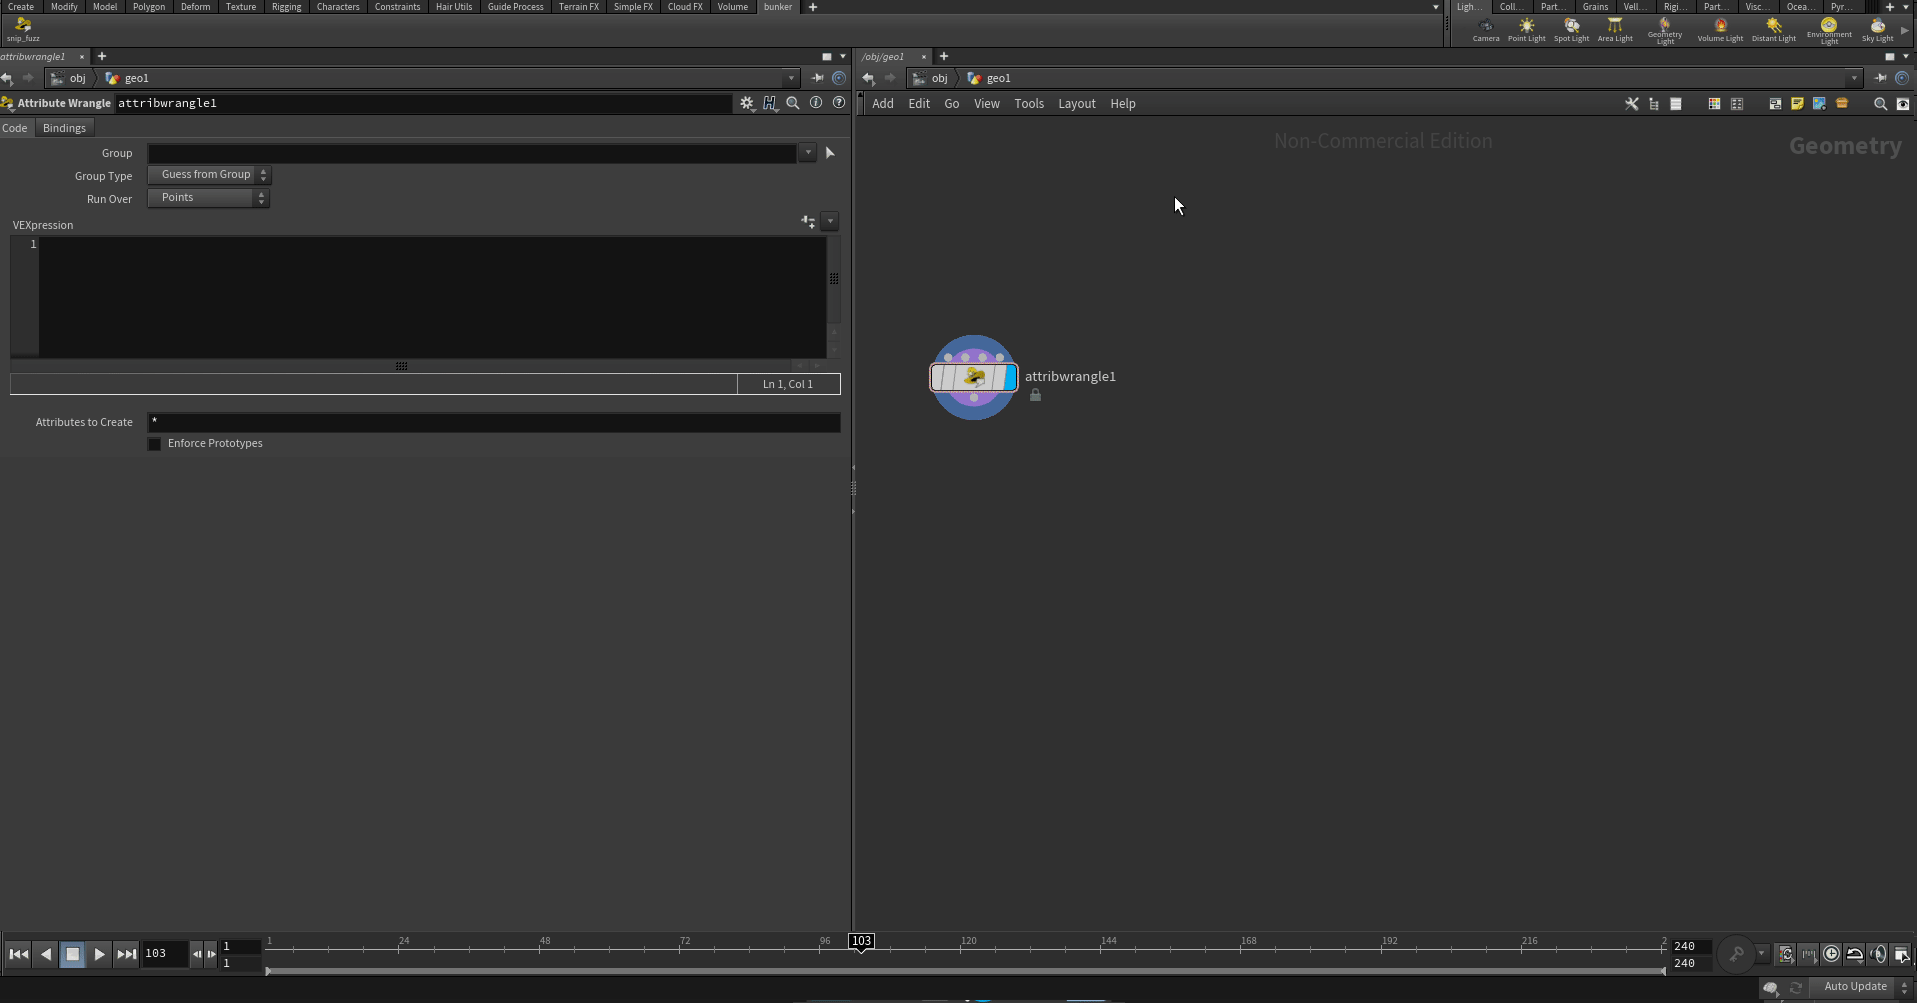 Create Modify Model Polygon Deform Texture Rigging Characters Constraints Hair Utils Guide Process Terrain FX Simple FX Cloud FX Volume bunker
Ligh... Coll... Part... Grains Vell... Rigi... Part... Visc... Ocea... Pyr...
snip_fuzz
Camera Point Light Spot Light Area Light Geometry Light Volume Light Distant Light Environment Light Sky Light
attribwrangle1
/obj/geo1
obj geo1
obj geo1
Attribute Wrangle attribwrangle1
Add Edit Go View Tools Layout Help
Code Bindings
Non-Commercial Edition
Geometry
Group
Group Type Guess from Group
Run Over Points
VEXpression
1
Ln 1, Col 1
attribwrangle1
Attributes to Create *
Enforce Prototypes
103
1
1
1 24 48 72 96 103 120 144 168 192 216 2
240
240
Auto Update